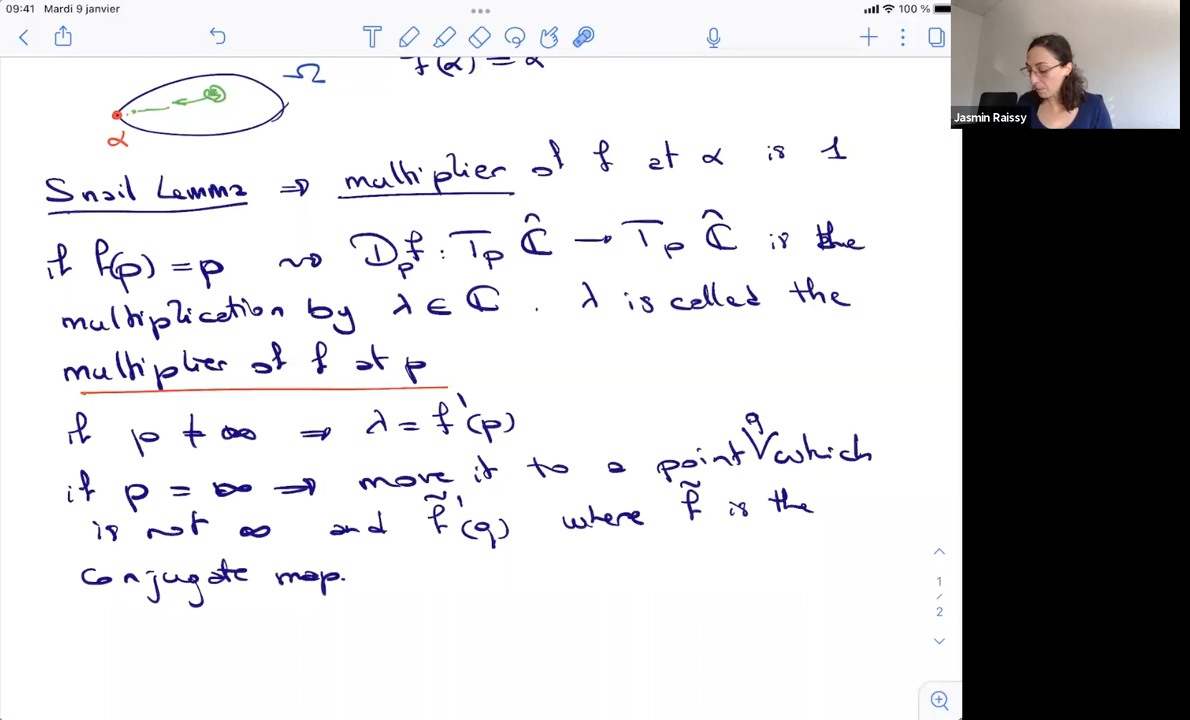 09:41 Mardi 9 janvier
100 %
f(α) = α
Ω
α
Jasmin Raissy
Snail Lemma ⇒ multiplier of f at α is 1
if f(p) = p ⇝ D_p f : T_p Ĉ → T_p Ĉ is the
multiplication by λ ∈ ℂ . λ is called the
multiplier of f at p
if p ≠ ∞ ⇒ λ = f'(p)
if p = ∞ ⇒ move it to a point q which
is not ∞ and f̃'(q) where f̃ is the
conjugate map.
1
/
2